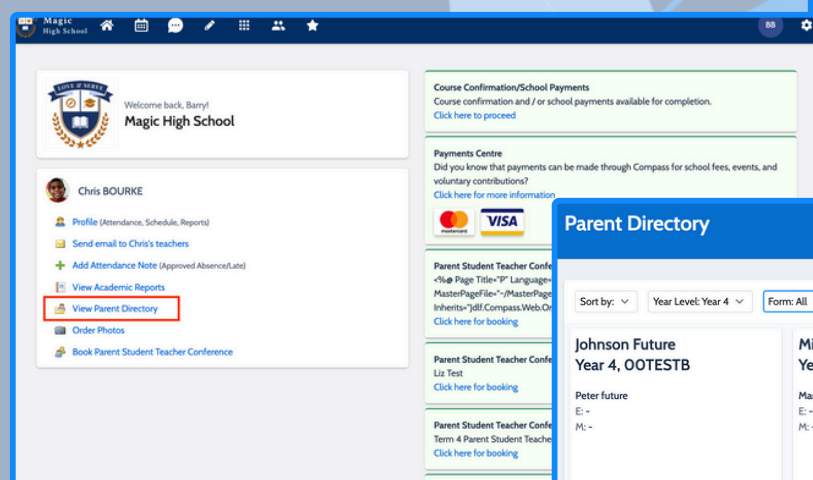 Magic
High School
BB
LOVE & SERVE
Welcome back, Barry!
Magic High School
Chris BOURKE
Profile (Attendance, Schedule, Reports)
Send email to Chris's teachers
Add Attendance Note (Approved Absence/Late)
View Academic Reports
View Parent Directory
Order Photos
Book Parent Student Teacher Conference
Course Confirmation/School Payments
Course confirmation and / or school payments available for completion.
Click here to proceed
Payments Centre
Did you know that payments can be made through Compass for school fees, events, and
voluntary contributions?
Click here for more information
mastercard
VISA
Parent Student Teacher Confe
<%@ Page Title="P" Language=
MasterPageFile="~/MasterPage
Inherits="Jdlf.Compass.Web.Or
Click here for booking
Parent Student Teacher Confe
Liz Test
Click here for booking
Parent Student Teacher Confe
Term 4 Parent Student Teache
Click here for booking
Parent Directory
Sort by:
Year Level: Year 4
Form: All
Johnson Future
Year 4, 00TESTB
Peter future
E: -
M: -
Mi
Ye
Mar
E: -
M: -